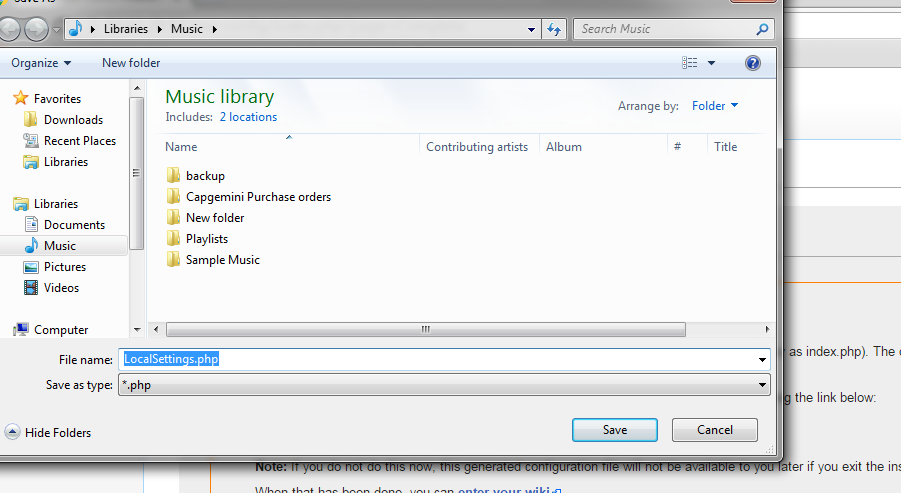 Libraries Music Search Music
Organize New folder
Favorites
Downloads
Recent Places
Libraries
Libraries
Documents
Music
Pictures
Videos
Computer
Music library
Includes: 2 locations
Arrange by: Folder
Name Contributing artists Album # Title
backup
Capgemini Purchase orders
New folder
Playlists
Sample Music
File name: LocalSettings.php
Save as type: *.php
Hide Folders Save Cancel
as index.php). The
the link below:
Note: If you do not do this now, this generated configuration file will not be available to you later if you exit the
When that has been done, you can enter your wiki